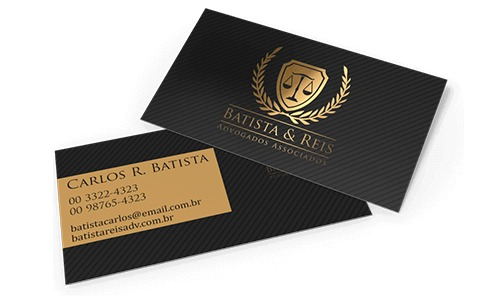 BATISTA & REIS
ADVOGADOS ASSOCIADOS
CARLOS R. BATISTA
00 3322-4323
00 98765-4323
batistacarlos@email.com.br
batistareisadv.com.br